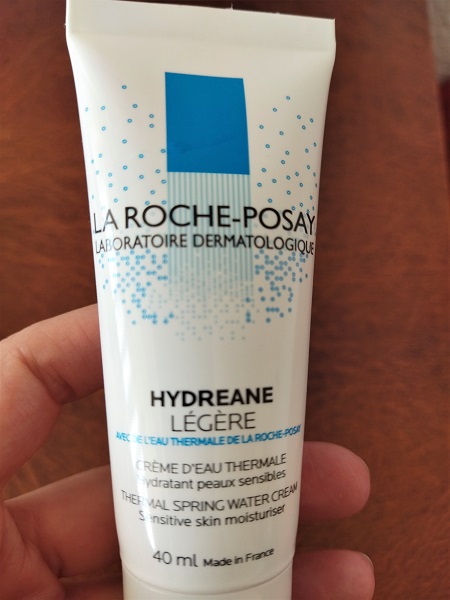 LA ROCHE-POSAY
LABORATOIRE DERMATOLOGIQUE
HYDREANE
LÉGÈRE
AVEC DE L'EAU THERMALE DE LA ROCHE-POSAY
CRÈME D'EAU THERMALE
Hydratant peaux sensibles
THERMAL SPRING WATER CREAM
Sensitive skin moisturiser
40 ml Made in France